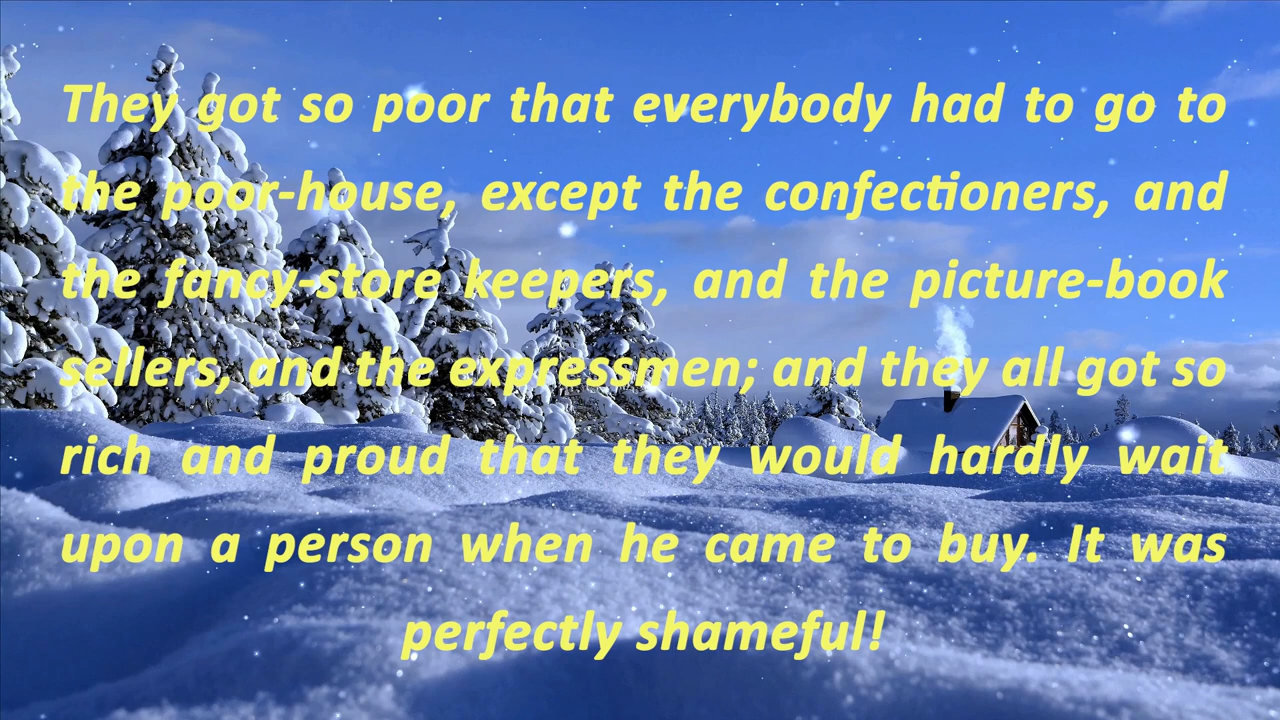 They got so poor that everybody had to go to
the poor-house, except the confectioners, and
the fancy-store keepers, and the picture-book
sellers, and the expressmen; and they all got so
rich and proud that they would hardly wait
upon a person when he came to buy. It was
perfectly shameful!